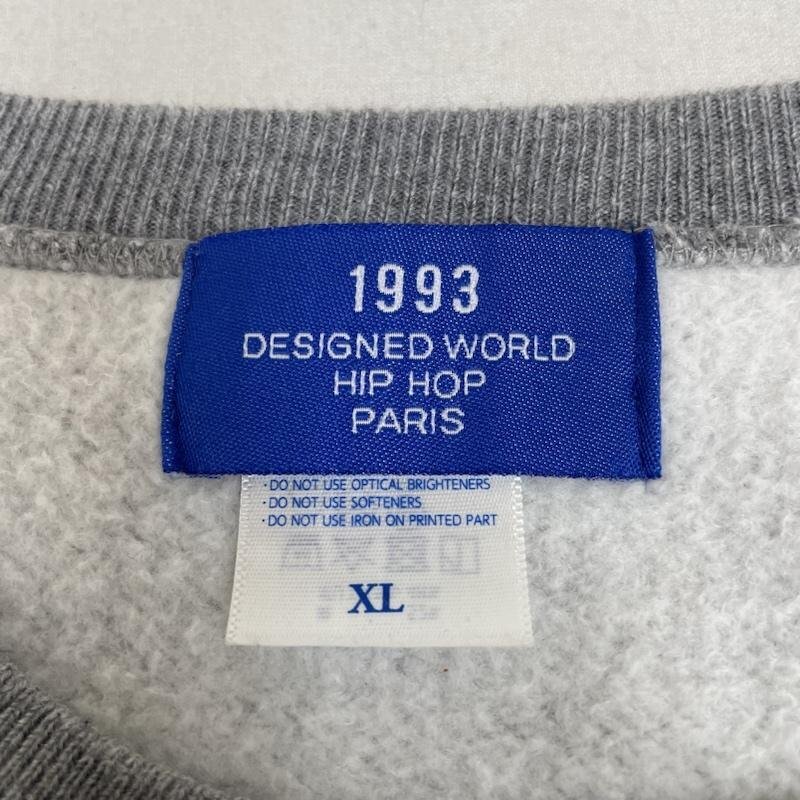 1993
DESIGNED WORLD
HIP HOP
PARIS
·DO NOT USE OPTICAL BRIGHTENERS
·DO NOT USE SOFTENERS
·DO NOT USE IRON ON PRINTED PART
XL